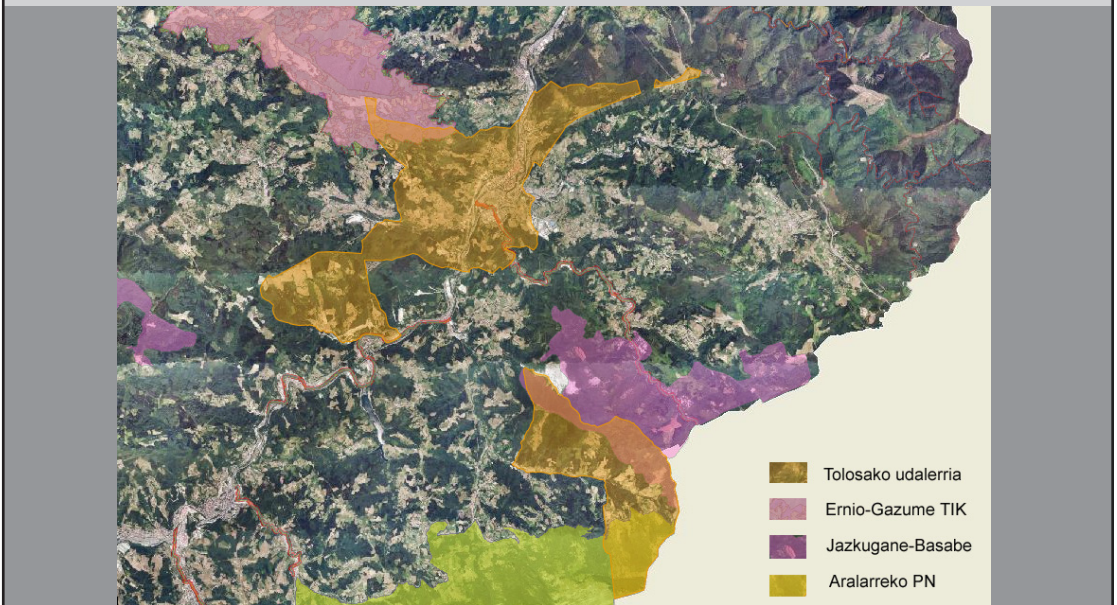 Tolosako udalerria
Ernio-Gazume TIK
Jazkugane-Basabe
Aralarreko PN